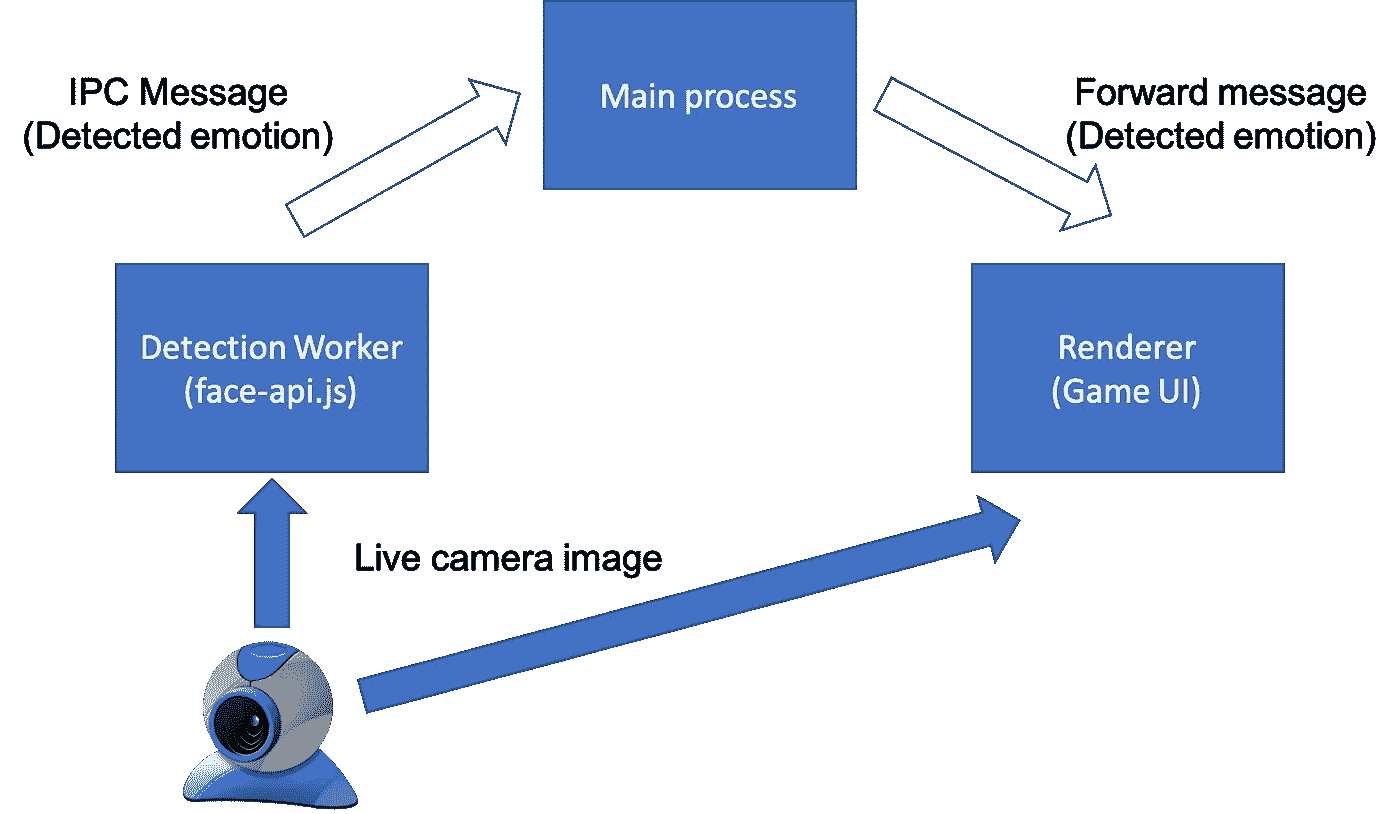 Main process
IPC Message
(Detected emotion)
Forward message
(Detected emotion)
Detection Worker
(face-api.js)
Renderer
(Game UI)
Live camera image